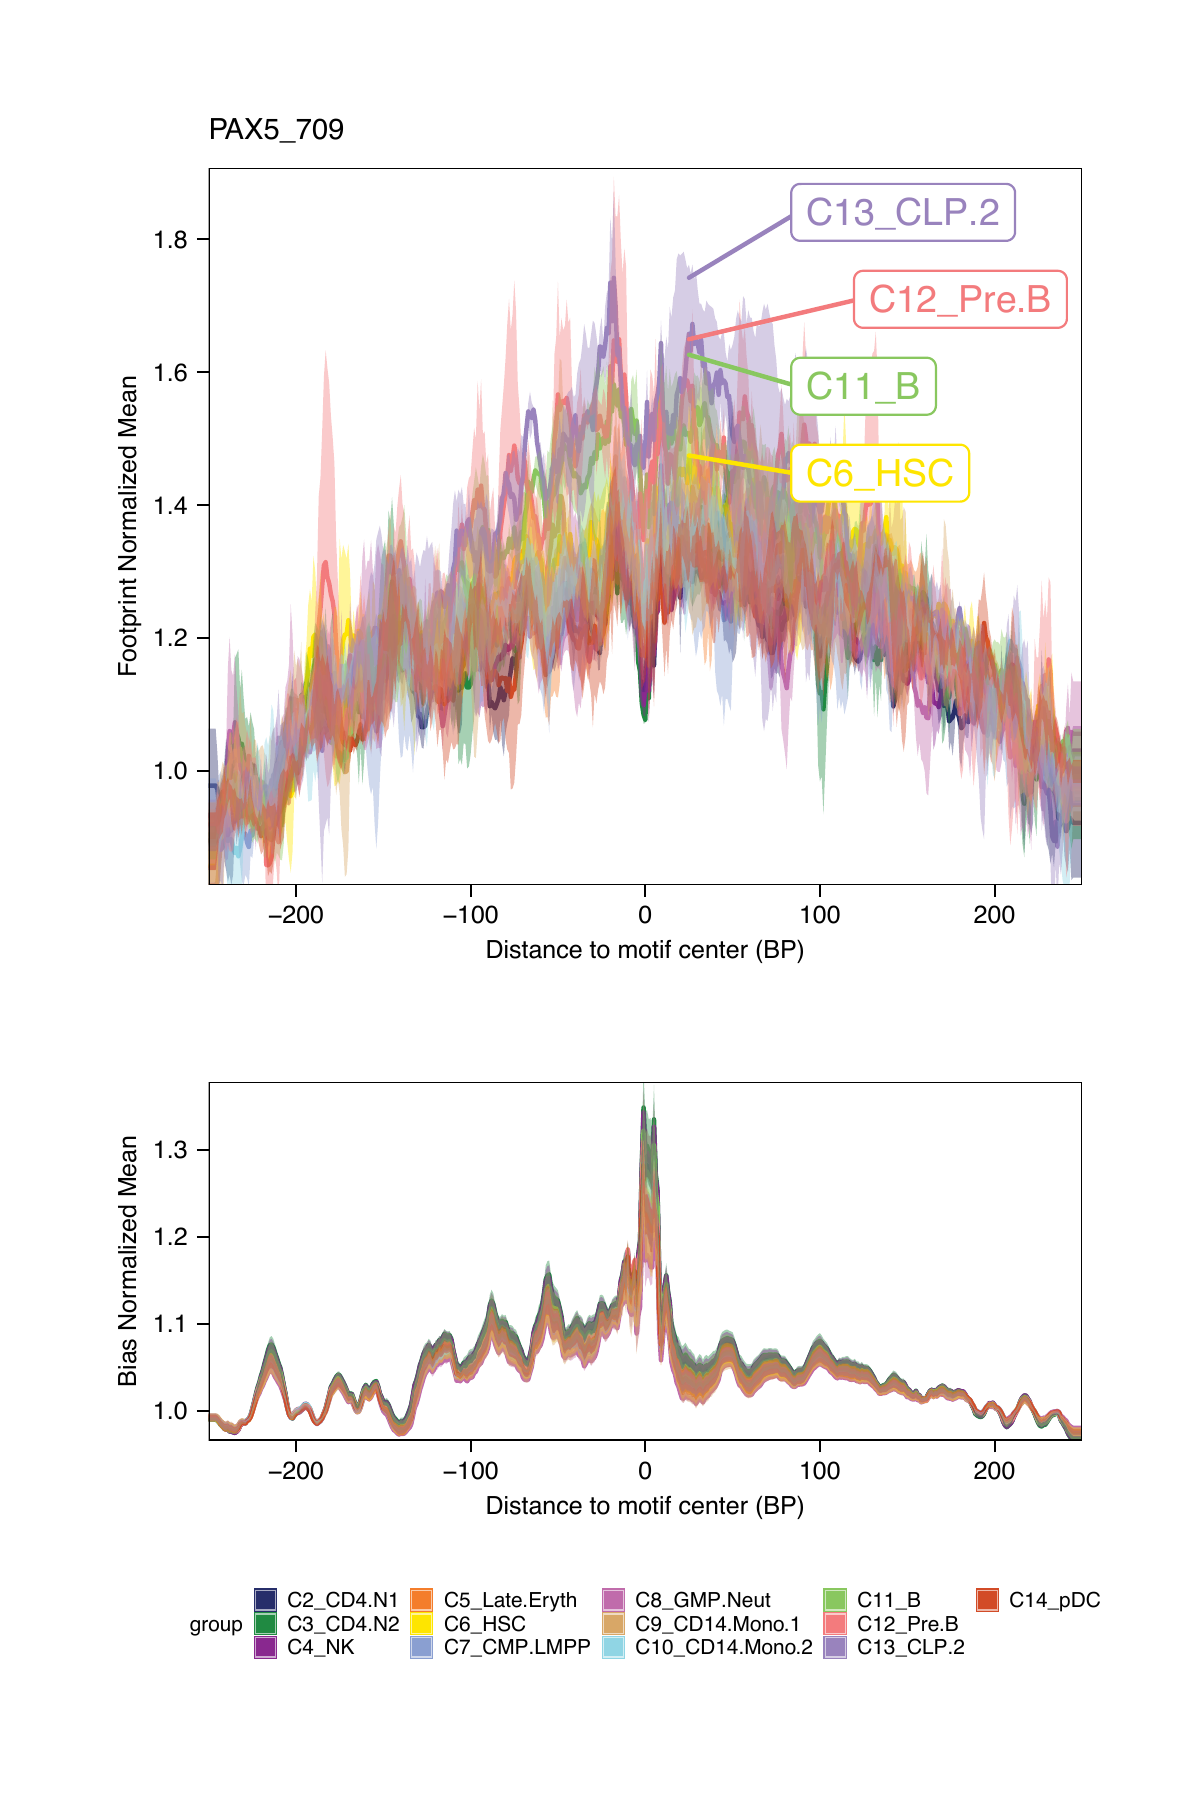 PAX5_709
C13_CLP.2
C12_Pre.B
C11_B
C6_HSC
Footprint Normalized Mean
1.8
1.6
1.4
1.2
1.0
−200 −100 0 100 200
Distance to motif center (BP)
Bias Normalized Mean
1.3
1.2
1.1
1.0
−200 −100 0 100 200
Distance to motif center (BP)
group
C2_CD4.N1 C5_Late.Eryth C8_GMP.Neut C11_B C14_pDC
C3_CD4.N2 C6_HSC C9_CD14.Mono.1 C12_Pre.B
C4_NK C7_CMP.LMPP C10_CD14.Mono.2 C13_CLP.2